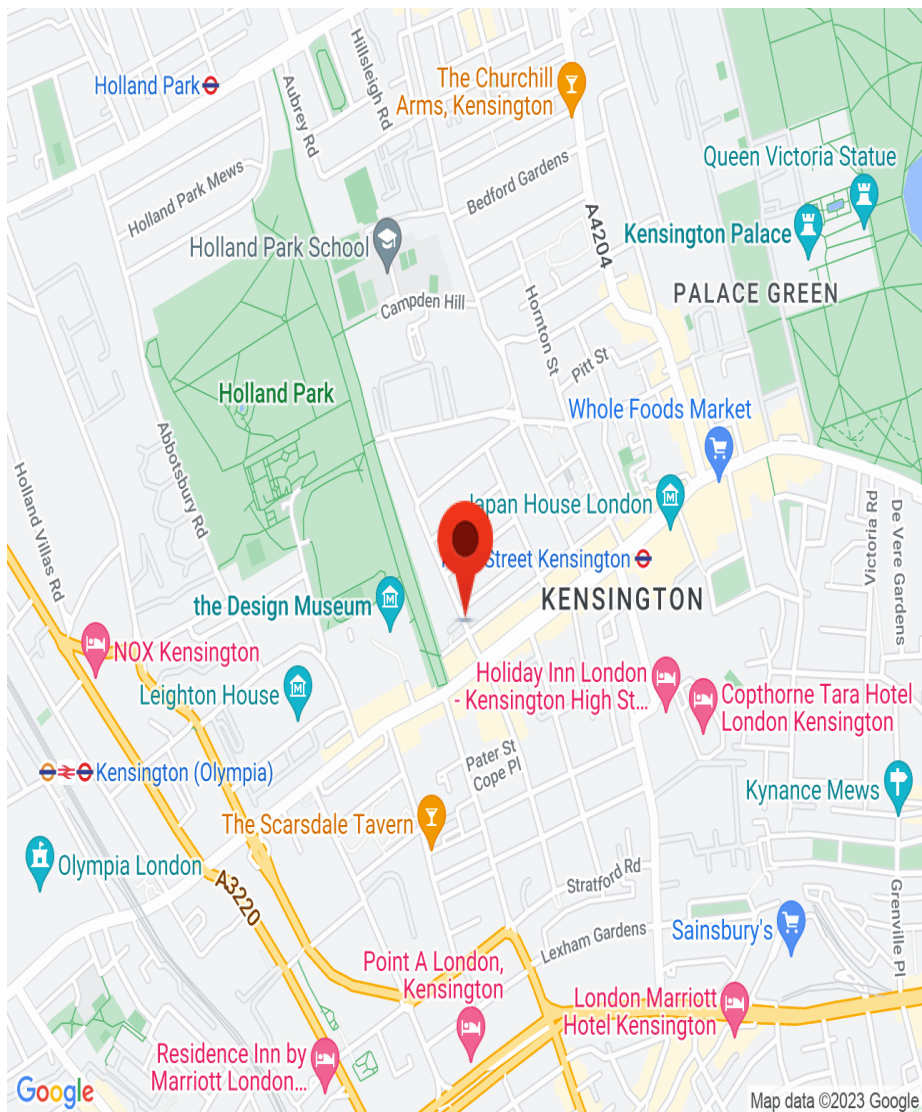 Holland Park
Aubrey Rd
Hillsleigh Rd
The Churchill
Arms, Kensington
Queen Victoria Statue
Holland Park Mews
Bedford Gardens
A4204
Kensington Palace
Holland Park School
PALACE GREEN
Campden Hill
Hornton St
Pitt St
Holland Park
Whole Foods Market
Abbotsbury Rd
Holland Villas Rd
Japan House London
Victoria Rd
De Vere Gardens
Street Kensington
the Design Museum
KENSINGTON
NOX Kensington
Leighton House
Holiday Inn London
- Kensington High St...
Copthorne Tara Hotel
London Kensington
Pater St
Cope Pl
Kensington (Olympia)
Kynance Mews
The Scarsdale Tavern
Olympia London
A3220
Stratford Rd
Grenville Pl
Lexham Gardens
Sainsbury's
Point A London,
Kensington
London Marriott
Hotel Kensington
Residence Inn by
Marriott London...
Google
Map data ©2023 Google